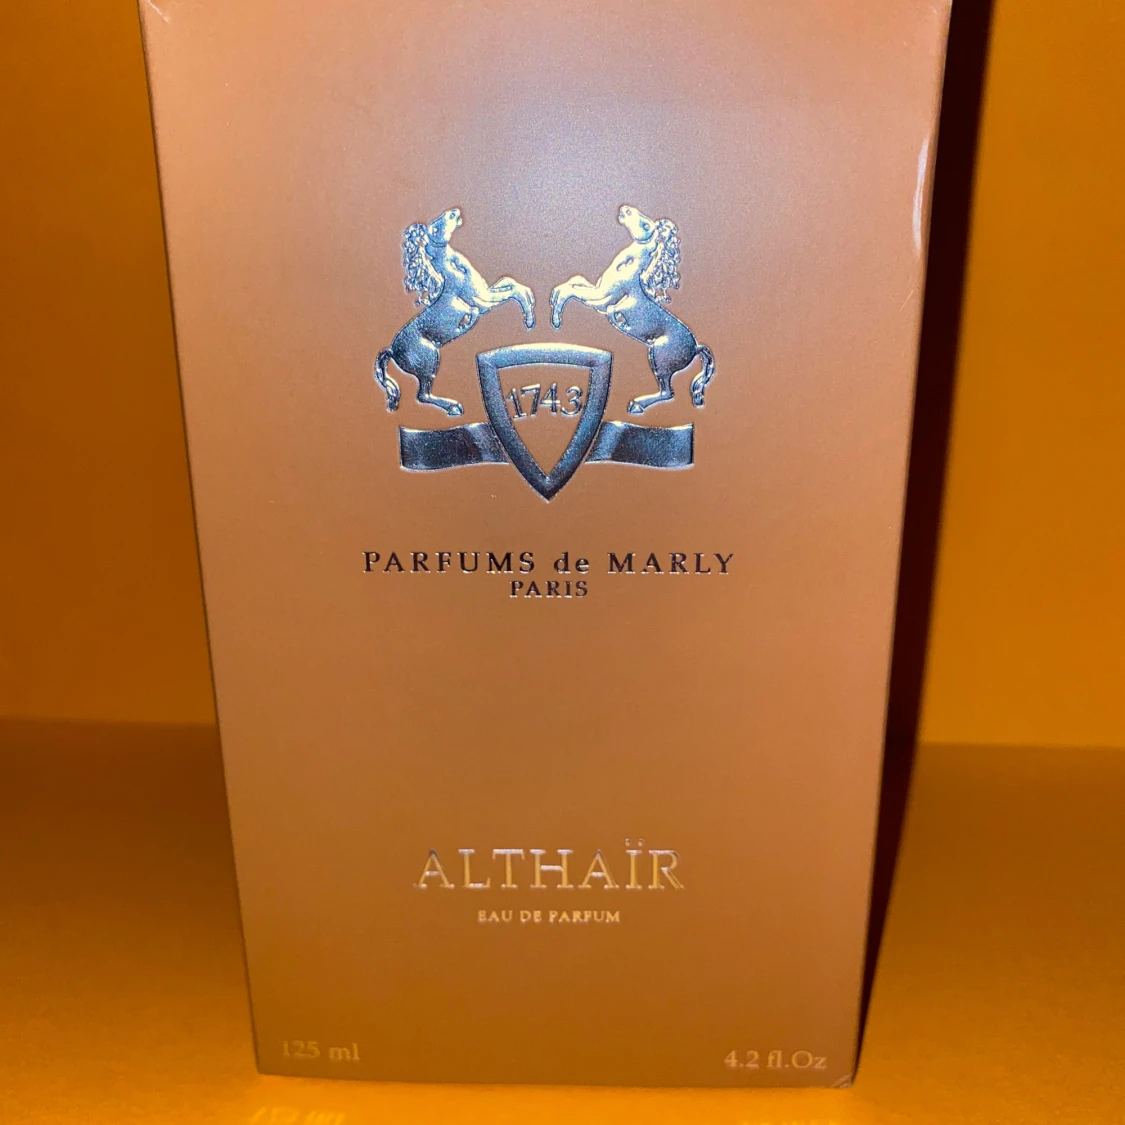 1743
PARFUMS de MARLY
PARIS
ALTHAÏR
EAU DE PARFUM
125 ml
4.2 fl.Oz